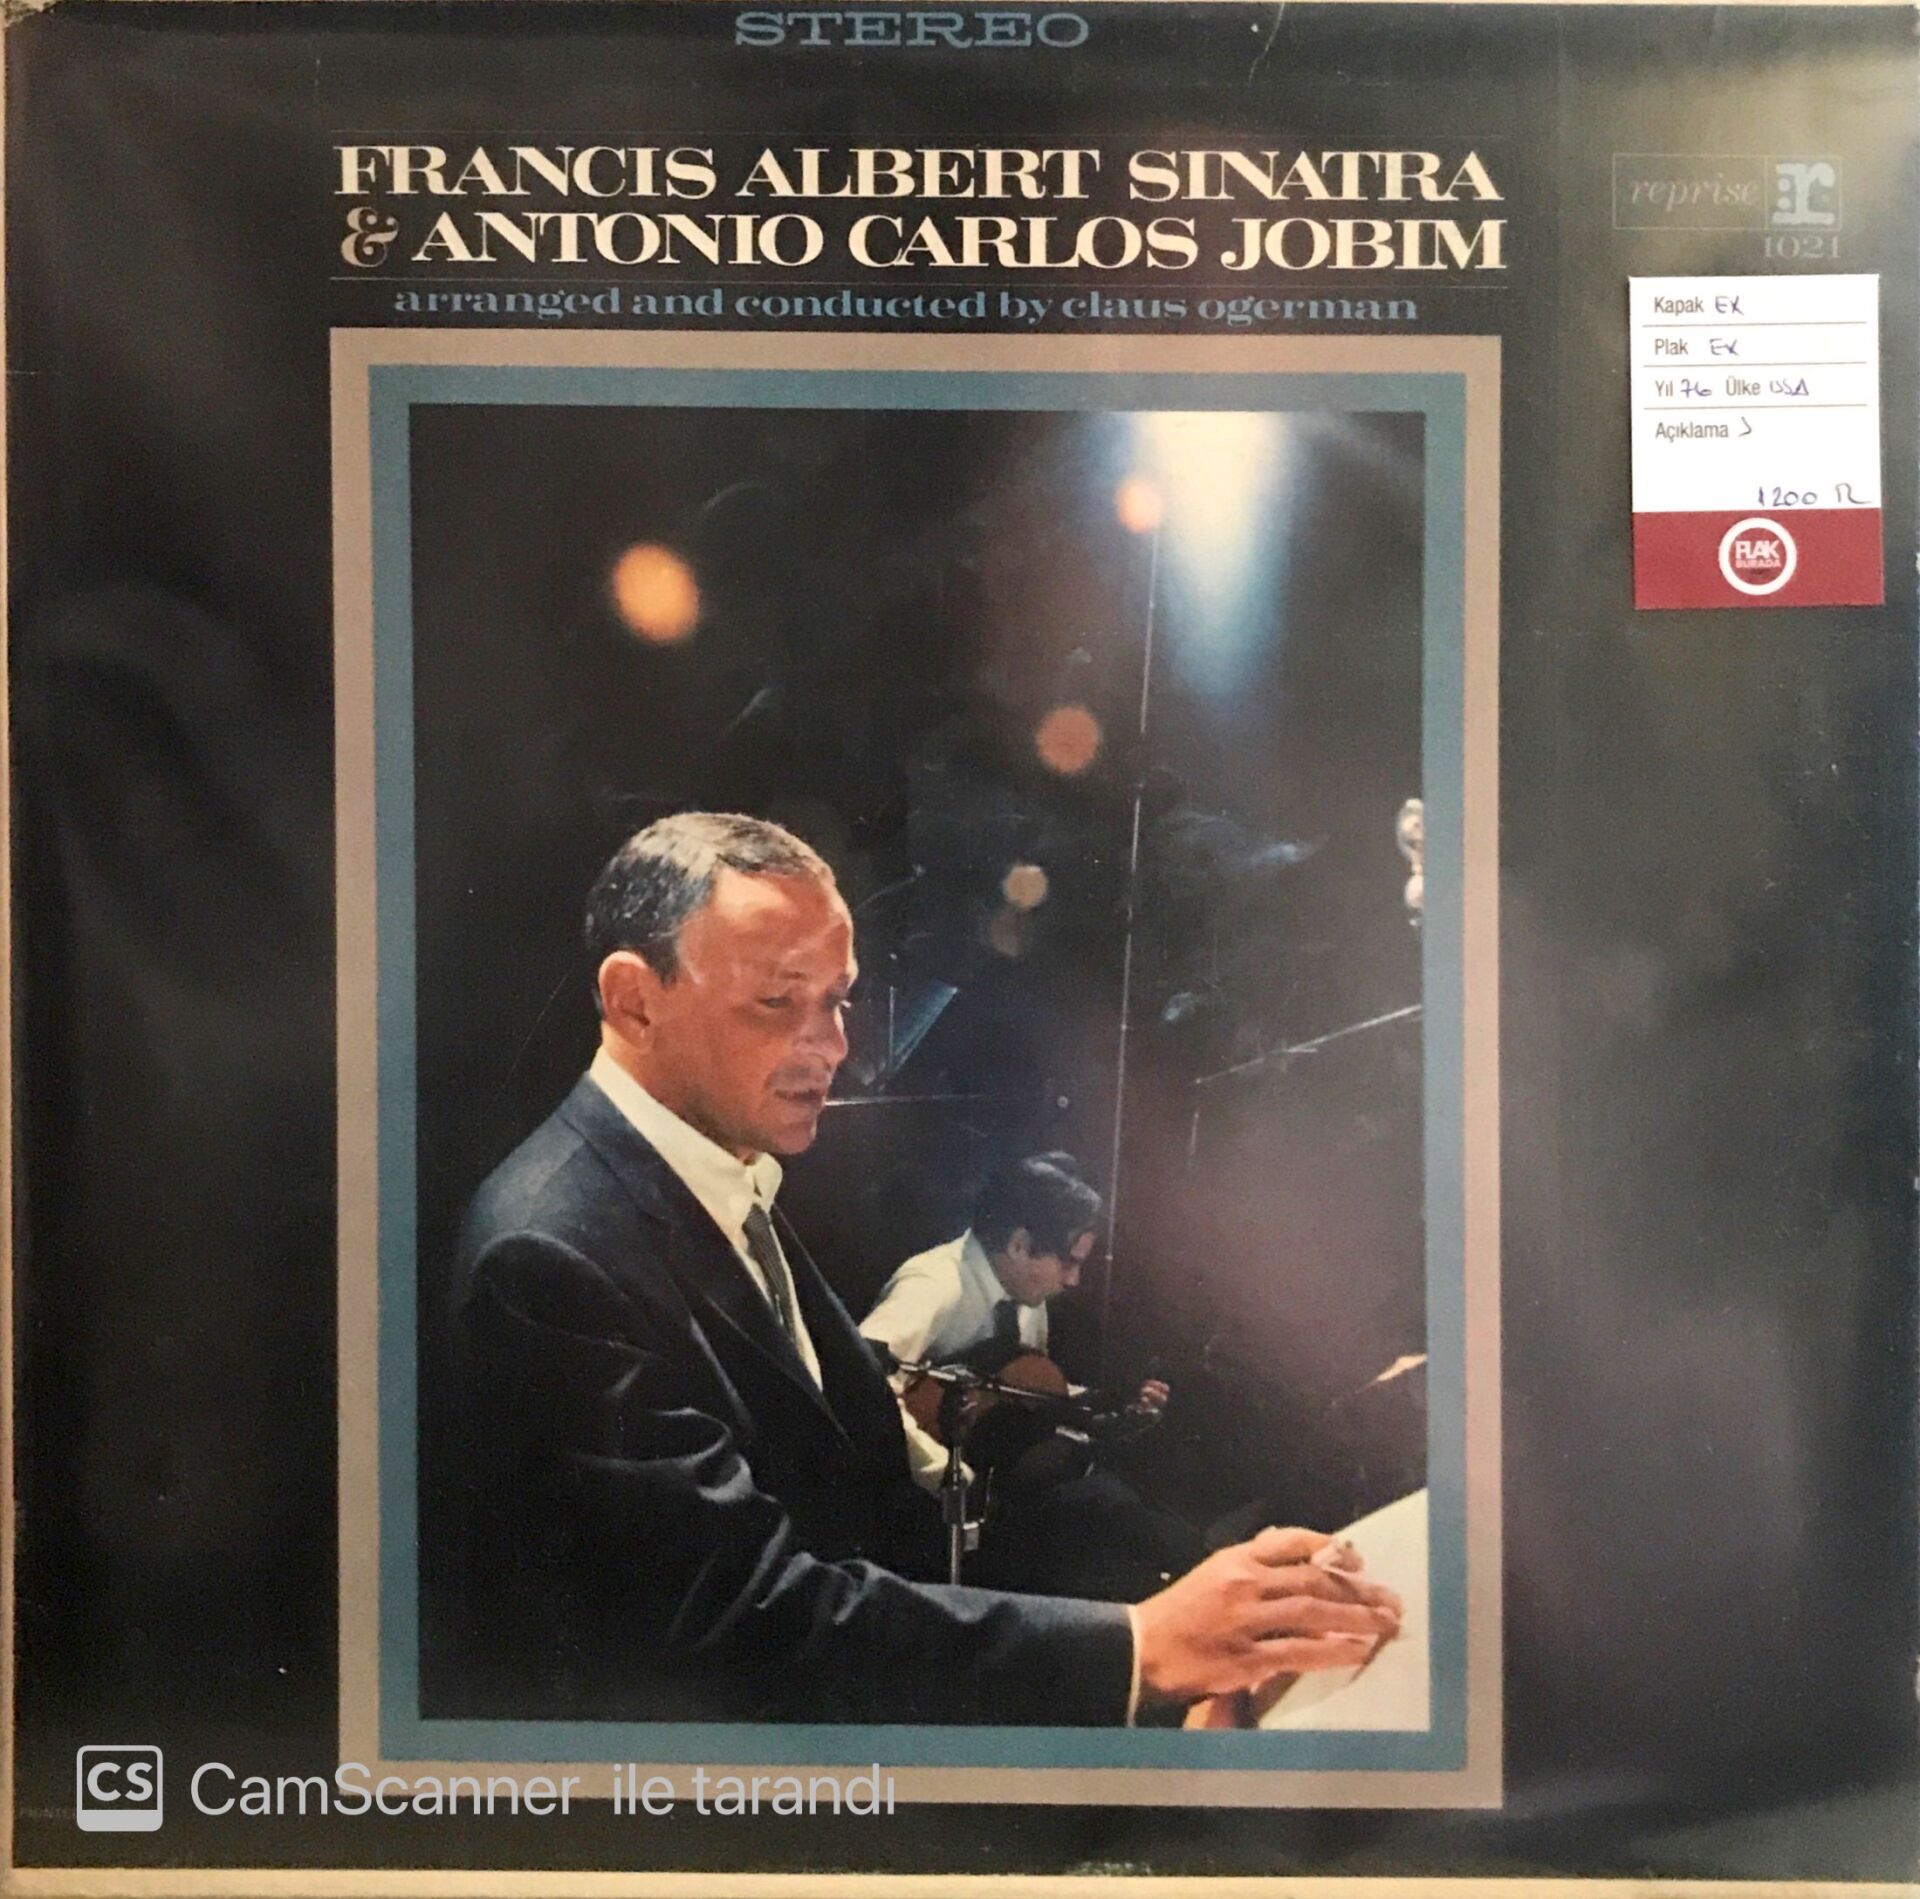 STEREO
FRANCIS ALBERT SINATRA
& ANTONIO CARLOS JOBIM
arranged and conducted by claus ogerman
reprise r
1021
Kapak EX
Plak EX
Yıl 76 Ülke USA
Açıklama
1200 TL
PLAK
BURADA
CS CamScanner ile tarandı